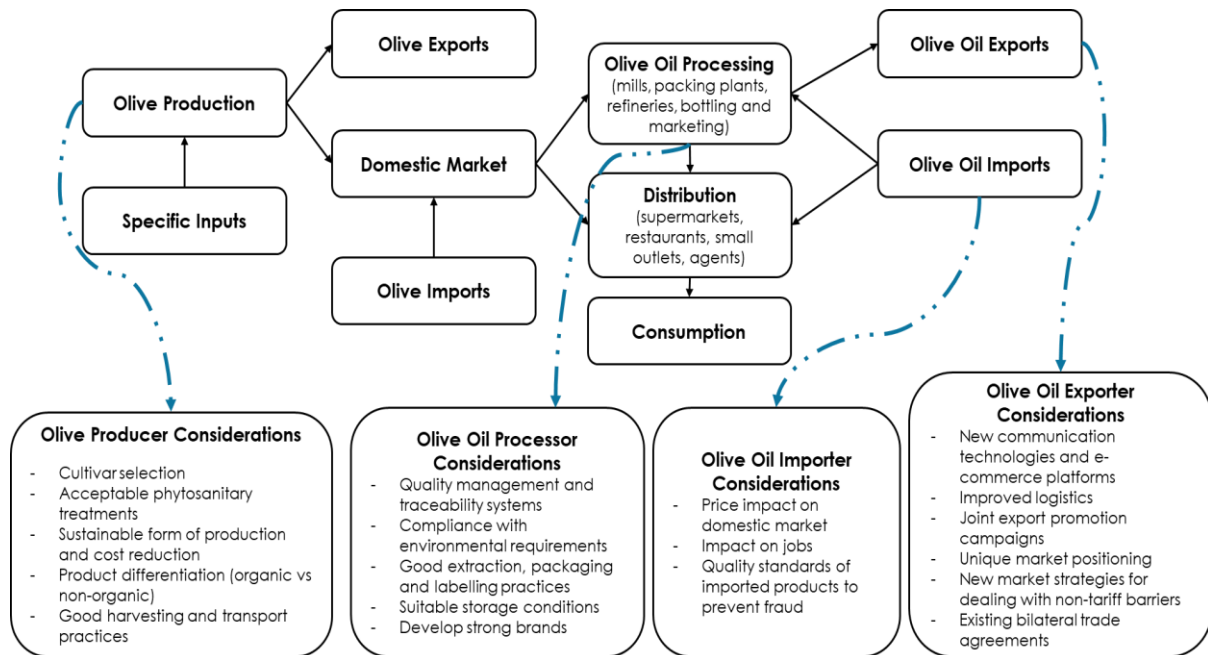 Olive Exports
Olive Production
Domestic Market
Specific Inputs
Olive Imports
Olive Oil Processing
(mills, packing plants,
refineries, bottling and
marketing)
Distribution
(supermarkets,
restaurants, small
outlets, agents)
Consumption
Olive Oil Exports
Olive Oil Imports
Olive Producer Considerations
- Cultivar selection
- Acceptable phytosanitary
treatments
- Sustainable form of production
and cost reduction
- Product differentiation (organic vs
non-organic)
- Good harvesting and transport
practices
Olive Oil Processor
Considerations
- Quality management and
traceability systems
- Compliance with
environmental requirements
- Good extraction, packaging
and labelling practices
- Suitable storage conditions
- Develop strong brands
Olive Oil Importer
Considerations
- Price impact on
domestic market
- Impact on jobs
- Quality standards of
imported products to
prevent fraud
Olive Oil Exporter
Considerations
- New communication
technologies and e-
commerce platforms
- Improved logistics
- Joint export promotion
campaigns
- Unique market positioning
- New market strategies for
dealing with non-tariff barriers
- Existing bilateral trade
agreements